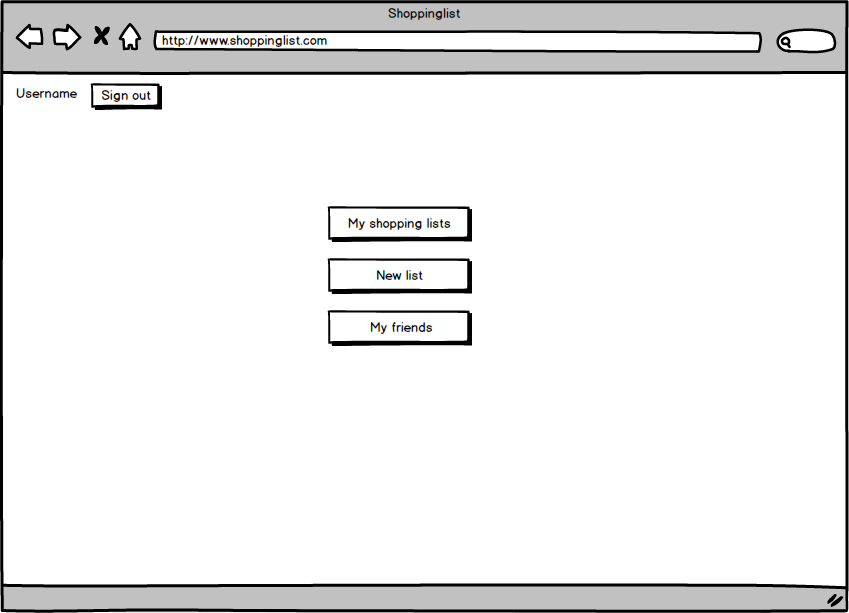 Shoppinglist
http://www.shoppinglist.com
Username
Sign out
My shopping lists
New list
My friends